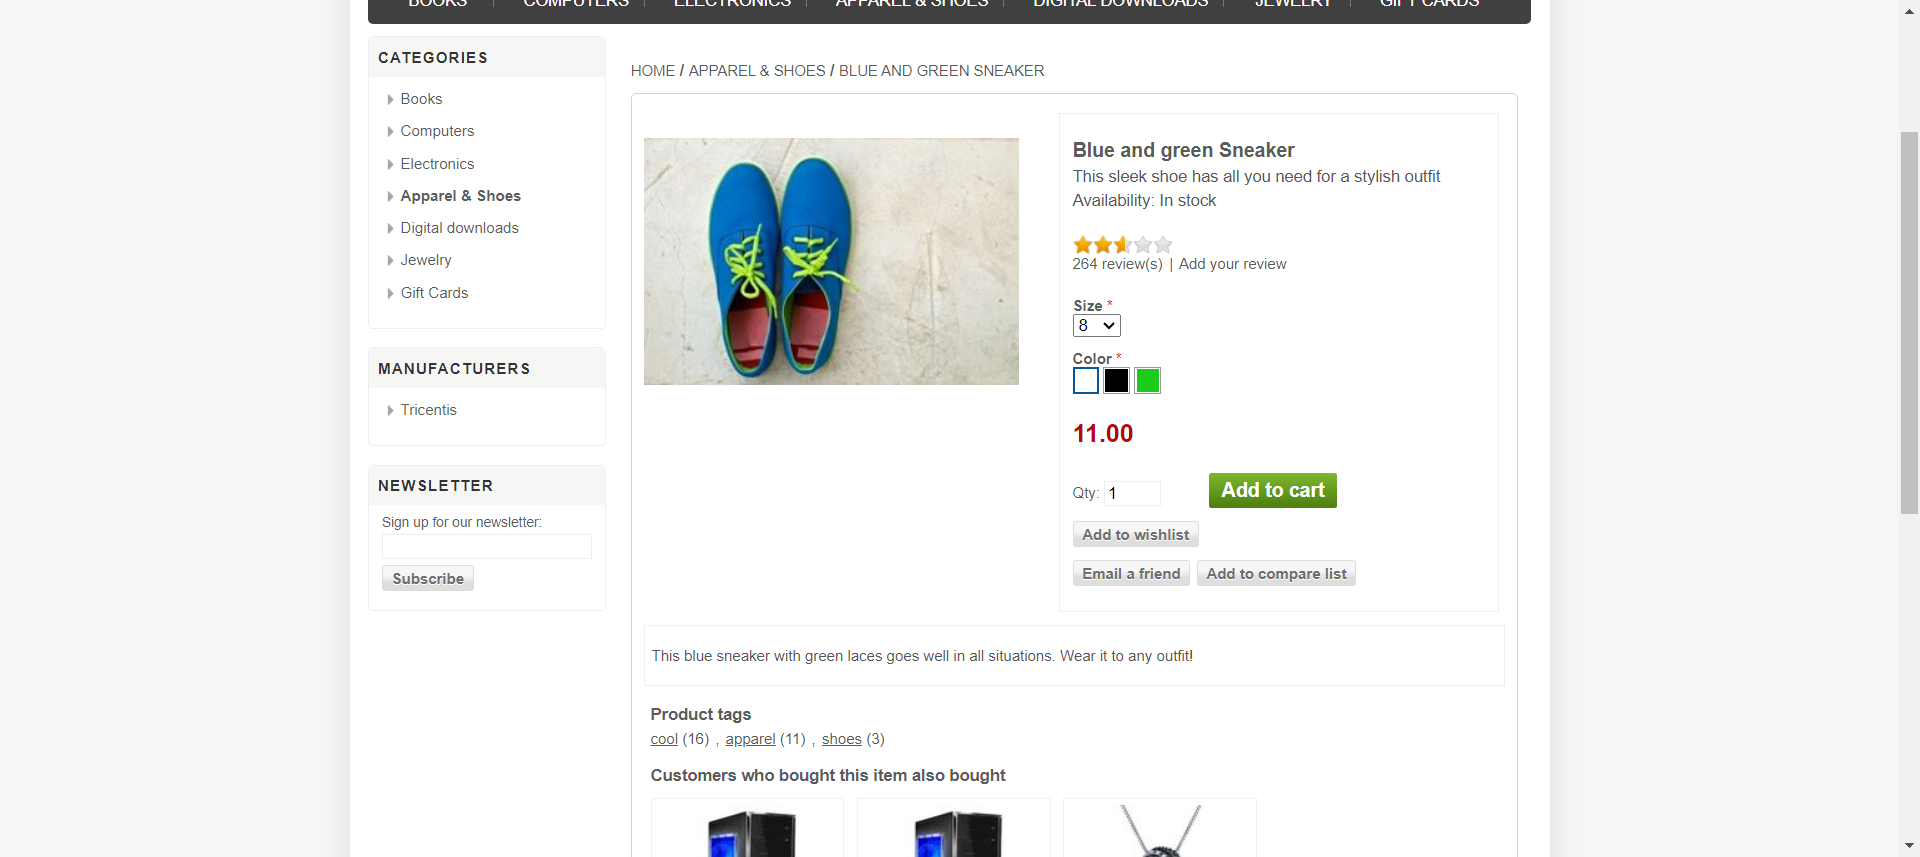 BOOKS COMPUTERS ELECTRONICS APPAREL & SHOES DIGITAL DOWNLOADS JEWELRY GIFT CARDS
CATEGORIES
Books
Computers
Electronics
Apparel & Shoes
Digital downloads
Jewelry
Gift Cards
MANUFACTURERS
Tricentis
NEWSLETTER
Sign up for our newsletter:
Subscribe
HOME / APPAREL & SHOES / BLUE AND GREEN SNEAKER
Blue and green Sneaker
This sleek shoe has all you need for a stylish outfit
Availability: In stock
264 review(s) | Add your review
Size *
8
Color *
11.00
Qty: 1 Add to cart
Add to wishlist
Email a friend Add to compare list
This blue sneaker with green laces goes well in all situations. Wear it to any outfit!
Product tags
cool (16) , apparel (11) , shoes (3)
Customers who bought this item also bought